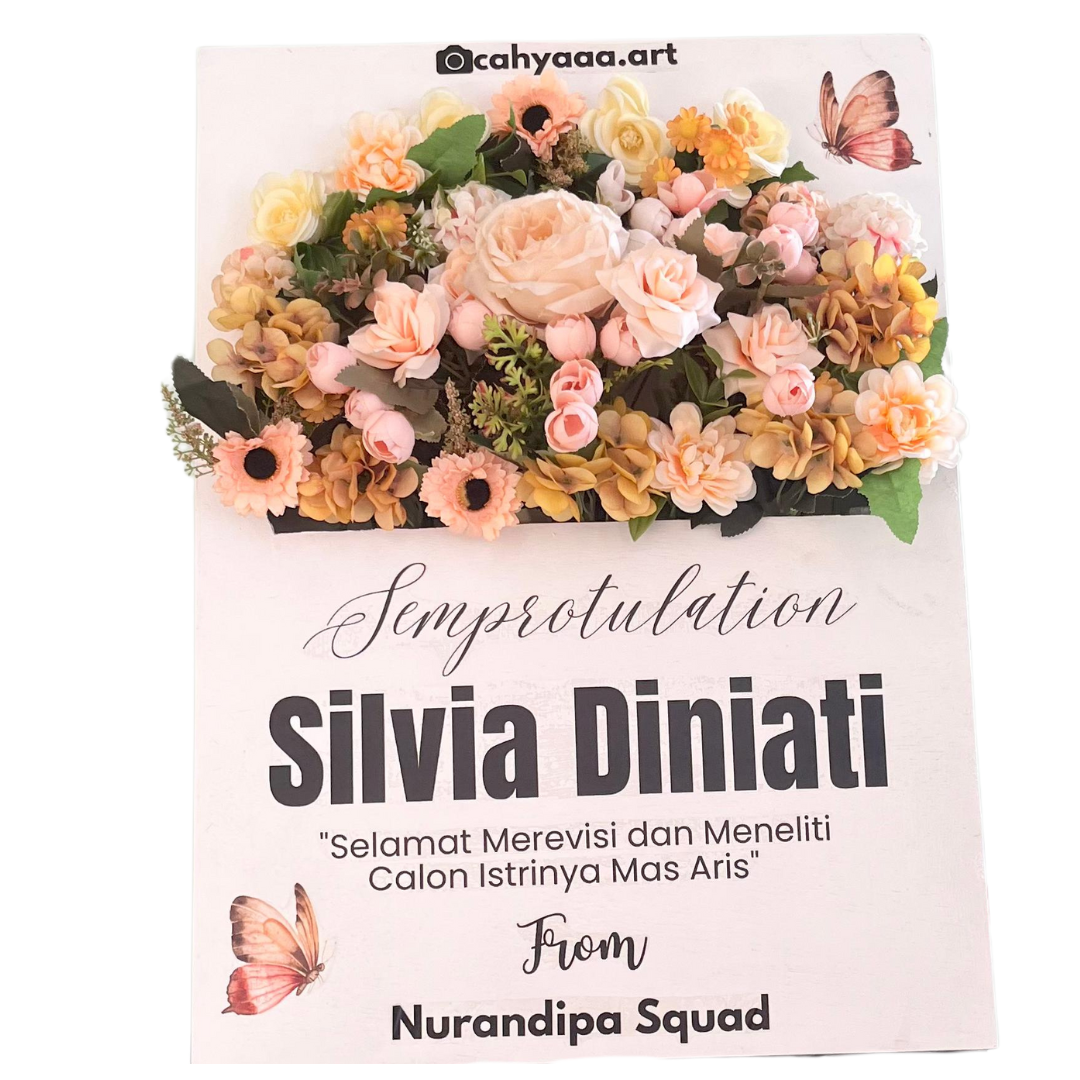 cahyaaa.art
Semprotulation
Silvia Diniati
"Selamat Merevisi dan Meneliti
Calon Istrinya Mas Aris"
From
Nurandipa Squad